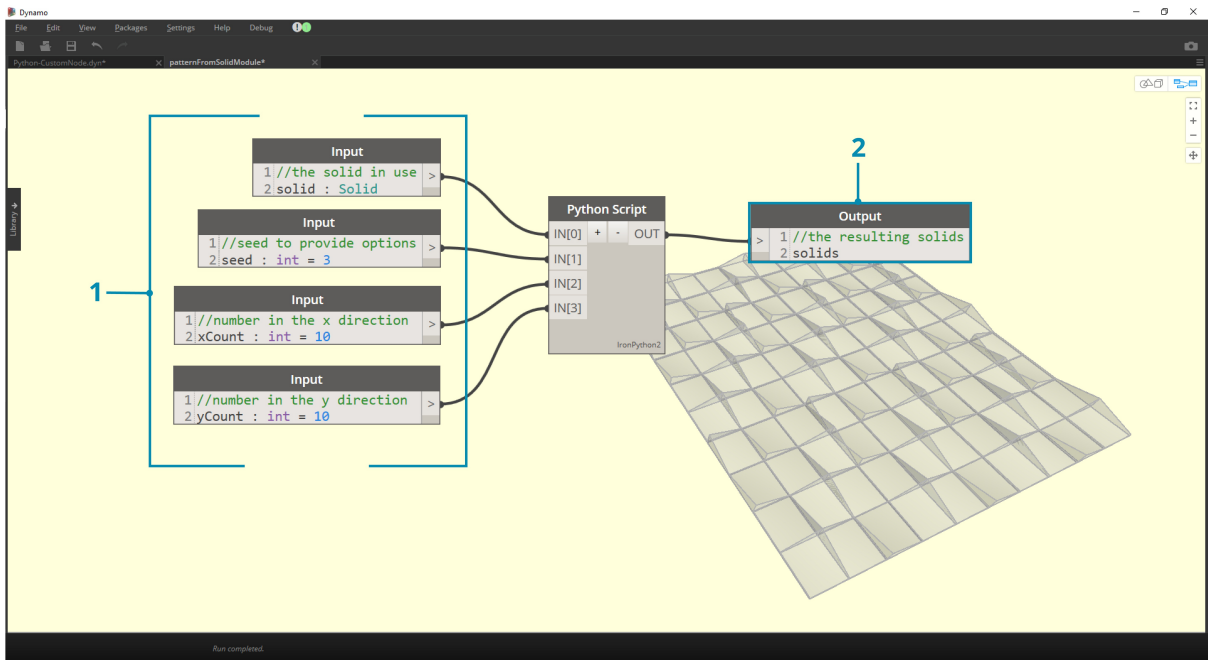 Dynamo
File Edit View Packages Settings Help Debug
Python-CustomNode.dyn* patternFromSolidModule*
Library
1
Input
1 //the solid in use >
2 solid : Solid
Input
1 //seed to provide options >
2 seed : int = 3
Input
1 //number in the x direction >
2 xCount : int = 10
Input
1 //number in the y direction >
2 yCount : int = 10
Python Script
IN[0] + - OUT
IN[1]
IN[2]
IN[3]
IronPython2
2
Output
> 1 //the resulting solids
2 solids
Run completed.